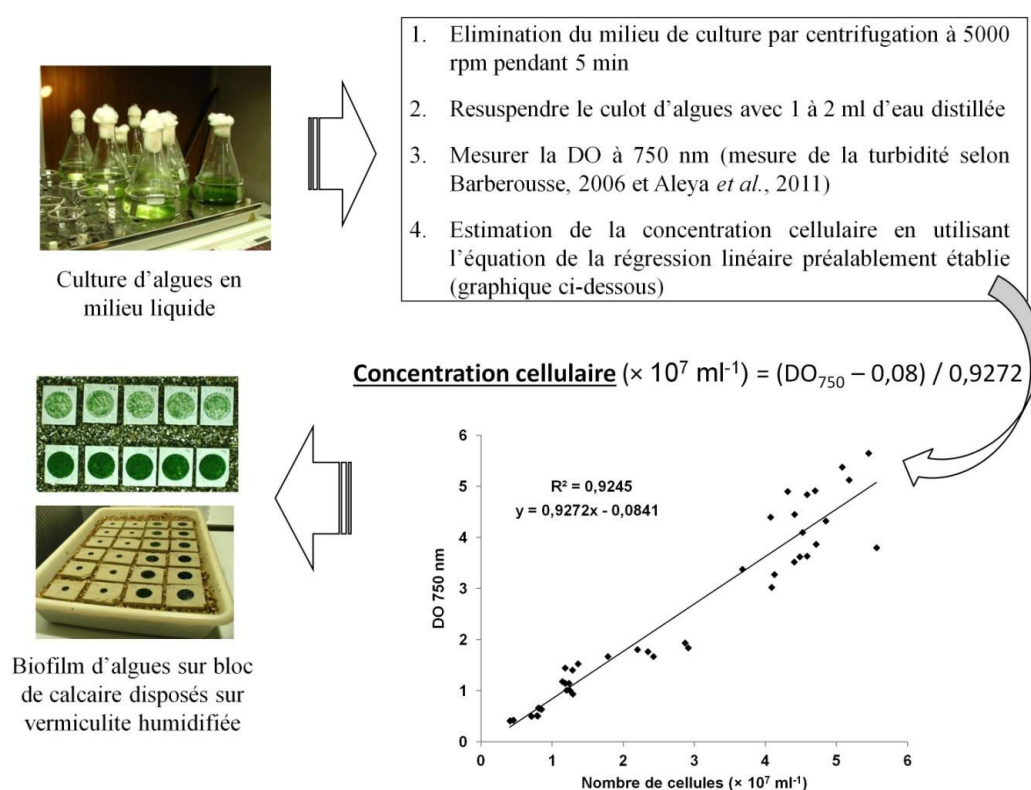 1. Elimination du milieu de culture par centrifugation à 5000
rpm pendant 5 min
2. Resuspendre le culot d'algues avec 1 à 2 ml d'eau distillée
3. Mesurer la DO à 750 nm (mesure de la turbidité selon
Barberousse, 2006 et Aleya et al., 2011)
4. Estimation de la concentration cellulaire en utilisant
l'équation de la régression linéaire préalablement établie
(graphique ci-dessous)
Culture d'algues en
milieu liquide
Concentration cellulaire (× 10⁷ ml⁻¹) = (DO₇₅₀ – 0,08) / 0,9272
R² = 0,9245
y = 0,9272x - 0,0841
DO 750 nm
6
5
4
3
2
1
0
0 1 2 3 4 5 6
Nombre de cellules (× 10⁷ ml⁻¹)
Biofilm d'algues sur bloc
de calcaire disposés sur
vermiculite humidifiée